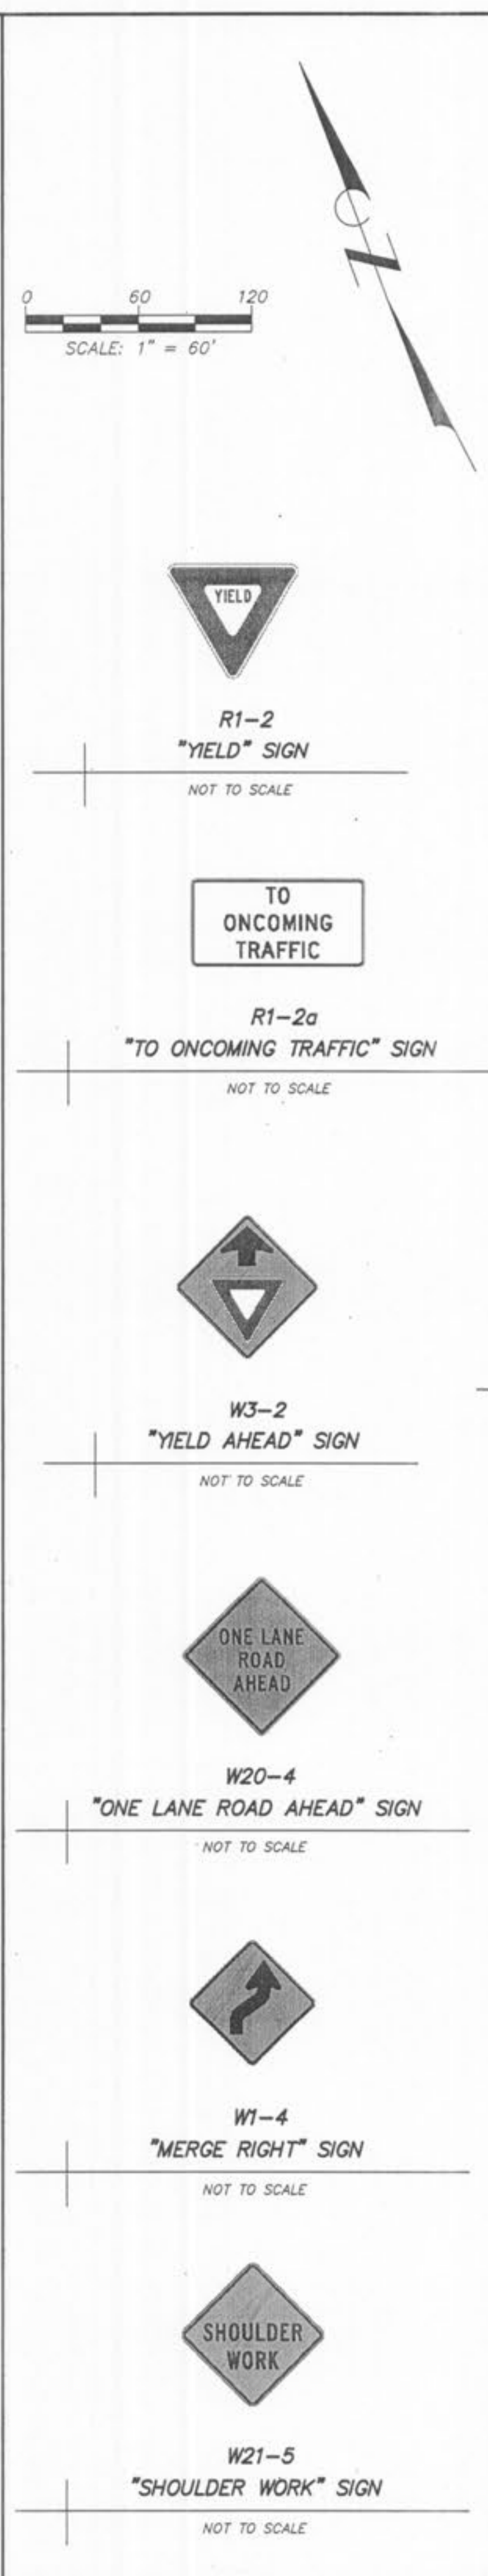 0 60 120
SCALE: 1" = 60'
N
YIELD
R1-2
"YIELD" SIGN
NOT TO SCALE
TO
ONCOMING
TRAFFIC
R1-2a
"TO ONCOMING TRAFFIC" SIGN
NOT TO SCALE
W3-2
"YIELD AHEAD" SIGN
NOT TO SCALE
ONE LANE
ROAD
AHEAD
W20-4
"ONE LANE ROAD AHEAD" SIGN
NOT TO SCALE
W1-4
"MERGE RIGHT" SIGN
NOT TO SCALE
SHOULDER
WORK
W21-5
"SHOULDER WORK" SIGN
NOT TO SCALE